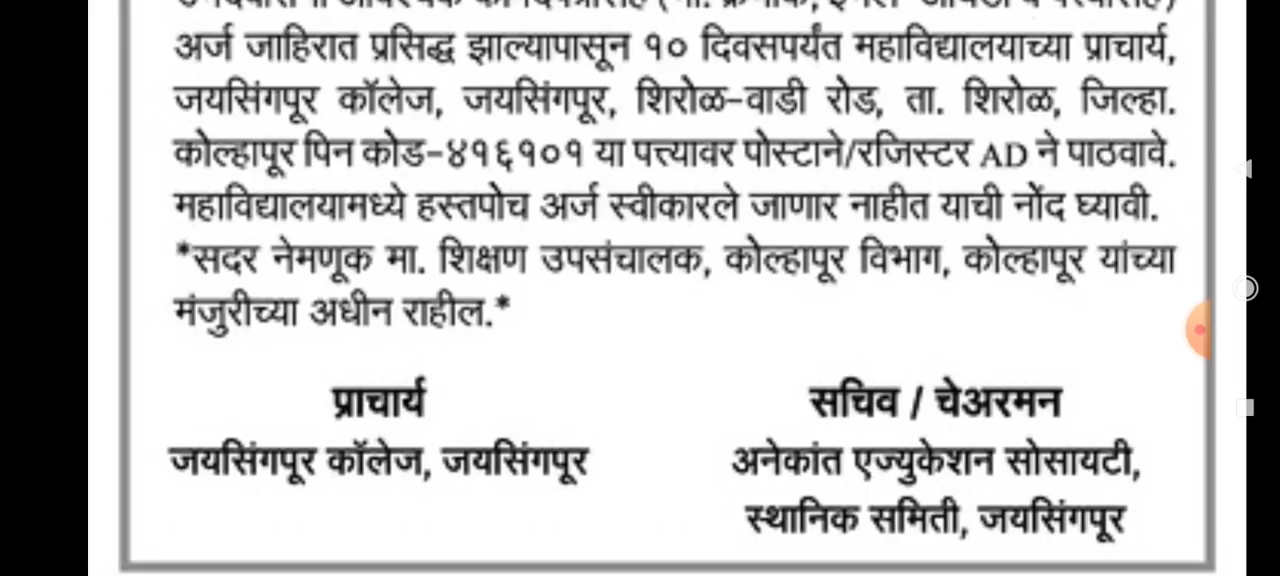 अर्ज जाहिरात प्रसिद्ध झाल्यापासून १० दिवसपर्यंत महाविद्यालयाच्या प्राचार्य,
जयसिंगपूर कॉलेज, जयसिंगपूर, शिरोळ-वाडी रोड, ता. शिरोळ, जिल्हा.
कोल्हापूर पिन कोड-४१६१०१ या पत्त्यावर पोस्टाने/रजिस्टर AD ने पाठवावे.
महाविद्यालयामध्ये हस्तपोच अर्ज स्वीकारले जाणार नाहीत याची नोंद घ्यावी.
*सदर नेमणूक मा. शिक्षण उपसंचालक, कोल्हापूर विभाग, कोल्हापूर यांच्या
मंजुरीच्या अधीन राहील.*
प्राचार्य
जयसिंगपूर कॉलेज, जयसिंगपूर
सचिव / चेअरमन
अनेकांत एज्युकेशन सोसायटी,
स्थानिक समिती, जयसिंगपूर